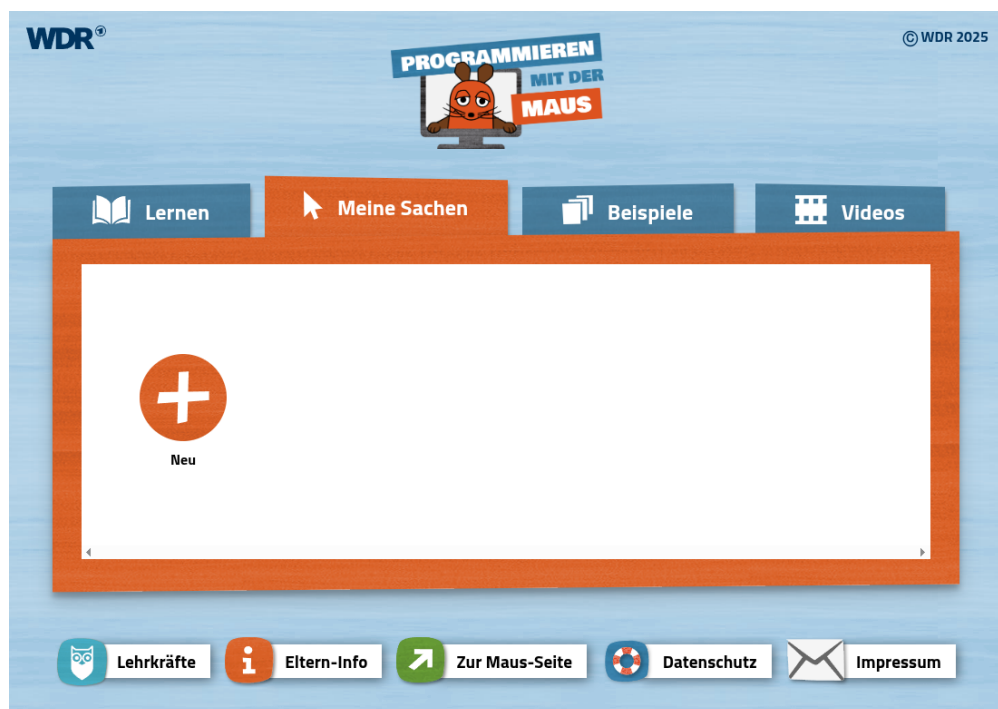 WDR®
© WDR 2025
PROGRAMMIEREN
MIT DER
MAUS
Lernen
Meine Sachen
Beispiele
Videos
Neu
Lehrkräfte
Eltern-Info
Zur Maus-Seite
Datenschutz
Impressum